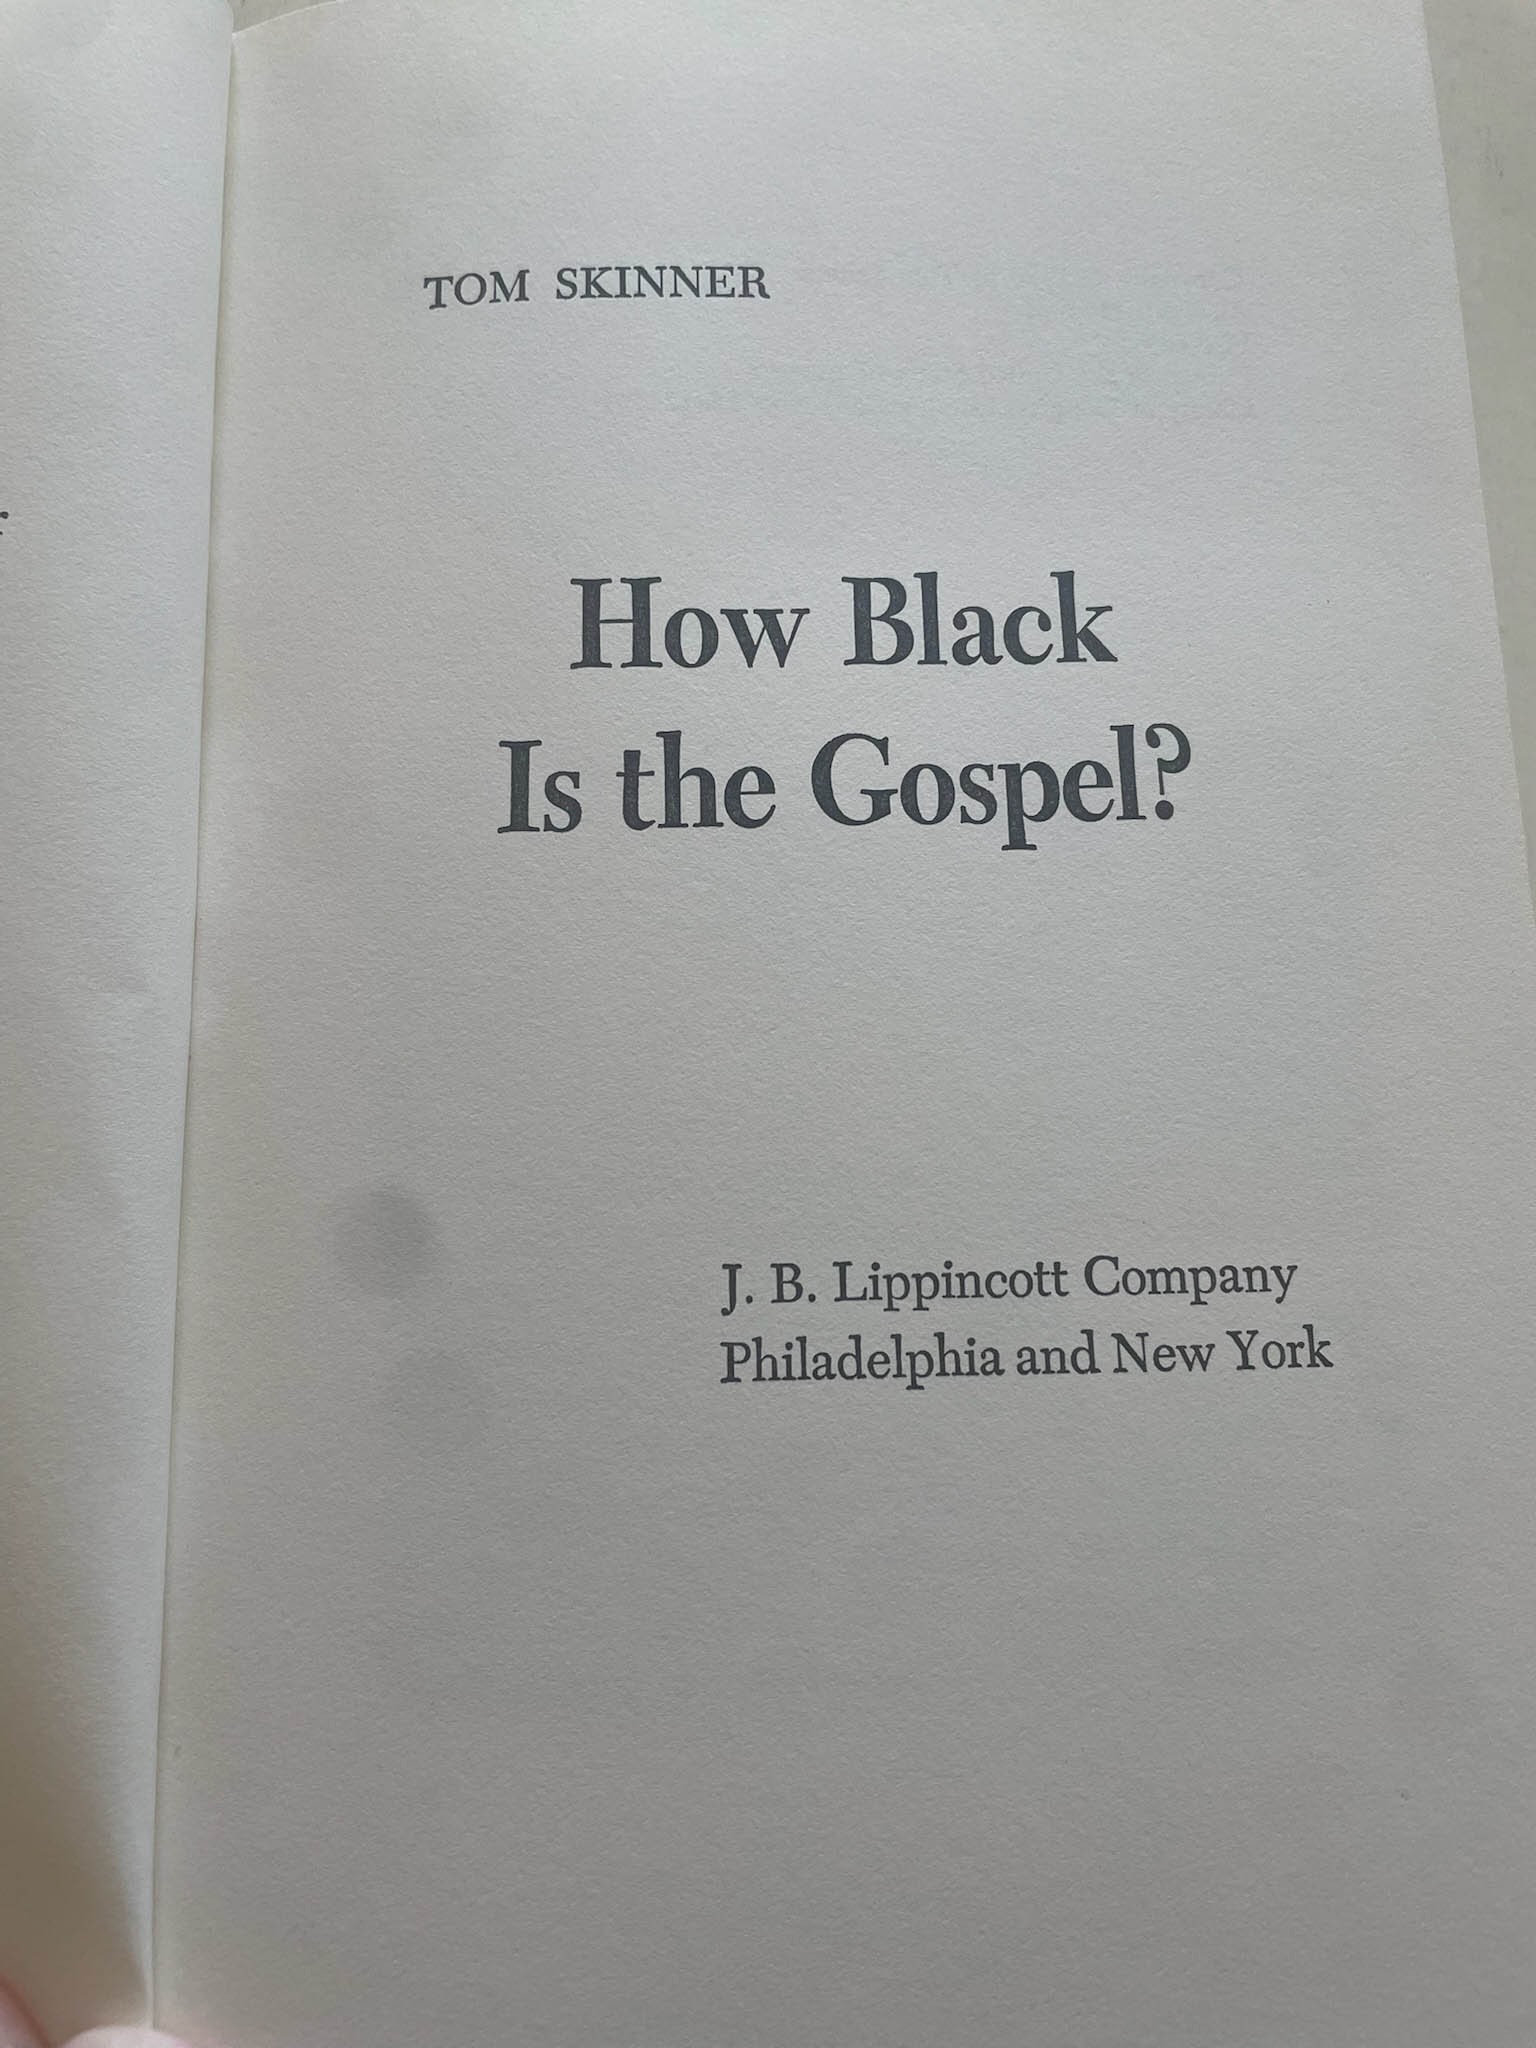 TOM SKINNER
How Black
Is the Gospel?
J. B. Lippincott Company
Philadelphia and New York